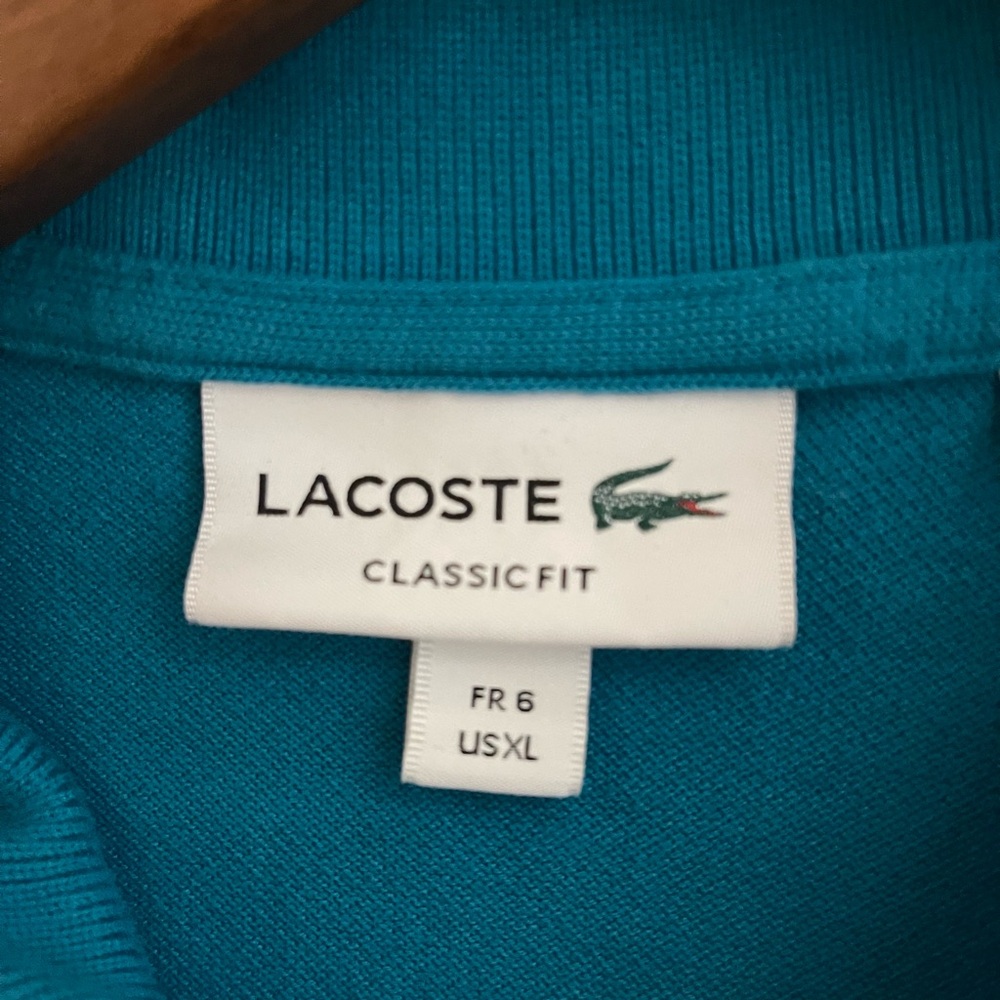 LACOSTE
CLASSIC FIT
FR 6
US XL